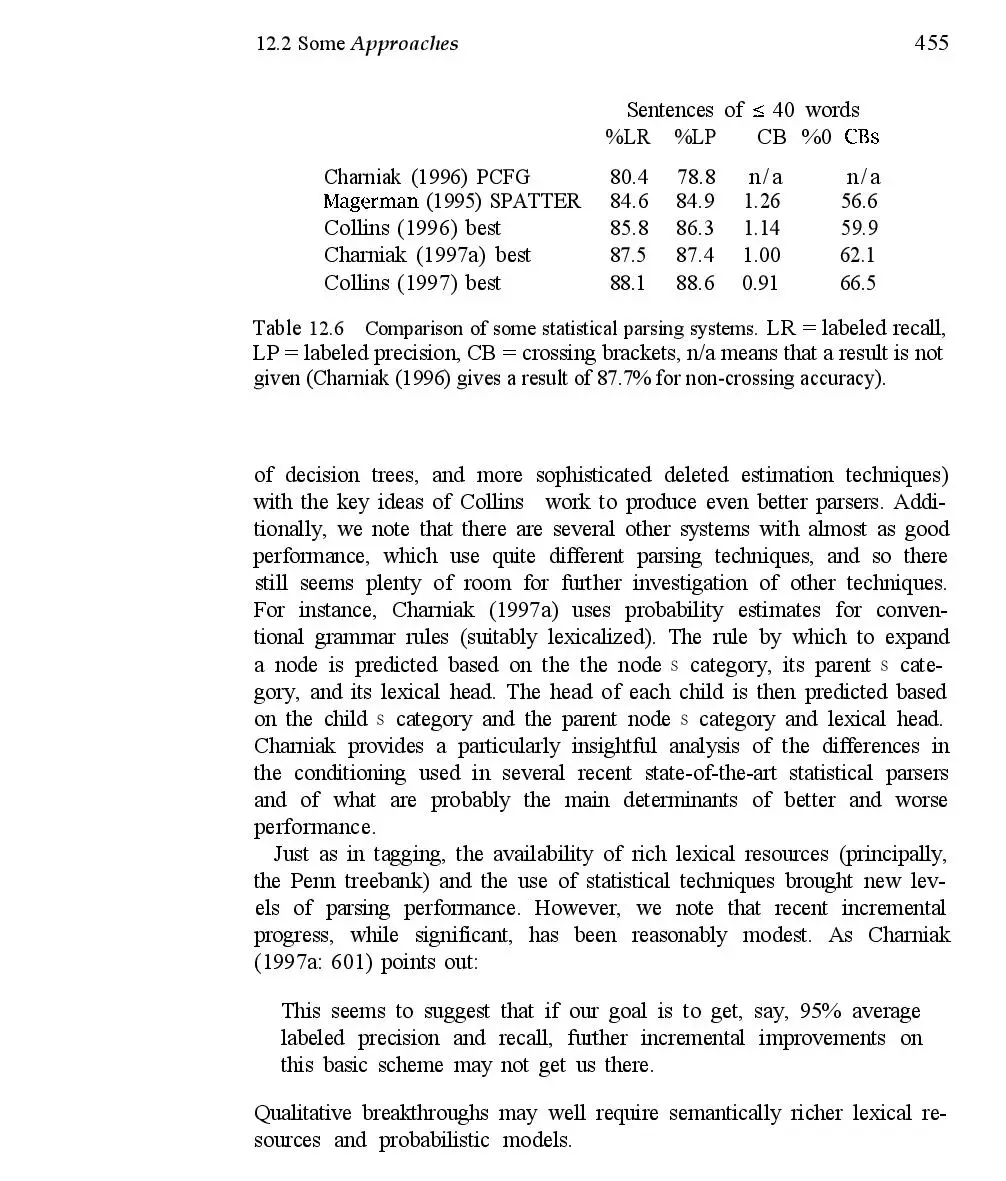 12.2 Some Approaches 455
Sentences of ≤ 40 words
%LR %LP CB %0 CBs
Charniak (1996) PCFG 80.4 78.8 n/a n/a
Magerman (1995) SPATTER 84.6 84.9 1.26 56.6
Collins (1996) best 85.8 86.3 1.14 59.9
Charniak (1997a) best 87.5 87.4 1.00 62.1
Collins (1997) best 88.1 88.6 0.91 66.5
Table 12.6 Comparison of some statistical parsing systems. LR = labeled recall,
LP = labeled precision, CB = crossing brackets, n/a means that a result is not
given (Charniak (1996) gives a result of 87.7% for non-crossing accuracy).
of decision trees, and more sophisticated deleted estimation techniques)
with the key ideas of Collins work to produce even better parsers. Addi-
tionally, we note that there are several other systems with almost as good
performance, which use quite different parsing techniques, and so there
still seems plenty of room for further investigation of other techniques.
For instance, Charniak (1997a) uses probability estimates for conven-
tional grammar rules (suitably lexicalized). The rule by which to expand
a node is predicted based on the the node s category, its parent s cate-
gory, and its lexical head. The head of each child is then predicted based
on the child s category and the parent node s category and lexical head.
Charniak provides a particularly insightful analysis of the differences in
the conditioning used in several recent state-of-the-art statistical parsers
and of what are probably the main determinants of better and worse
performance.
Just as in tagging, the availability of rich lexical resources (principally,
the Penn treebank) and the use of statistical techniques brought new lev-
els of parsing performance. However, we note that recent incremental
progress, while significant, has been reasonably modest. As Charniak
(1997a: 601) points out:
This seems to suggest that if our goal is to get, say, 95% average
labeled precision and recall, further incremental improvements on
this basic scheme may not get us there.
Qualitative breakthroughs may well require semantically richer lexical re-
sources and probabilistic models.